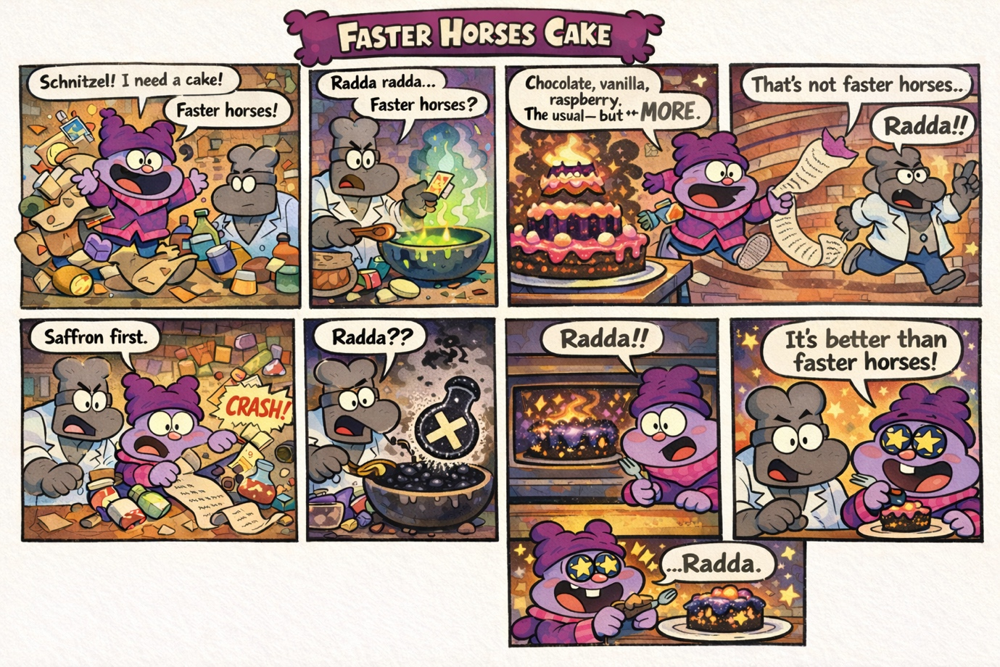 FASTER HORSES CAKE
Schnitzel! I need a cake!
Faster horses!
Radda radda...
Faster horses?
Chocolate, vanilla,
raspberry.
The usual— but ↔ MORE.
That's not faster horses..
Radda!!
Saffron first.
CRASH!
Radda??
Radda!!
It's better than
faster horses!
...Radda.